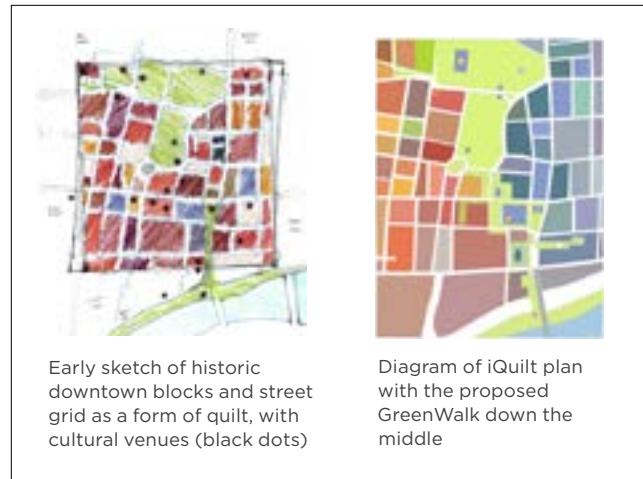 Early sketch of historic
downtown blocks and street
grid as a form of quilt, with
cultural venues (black dots)
Diagram of iQuilt plan
with the proposed
GreenWalk down the
middle